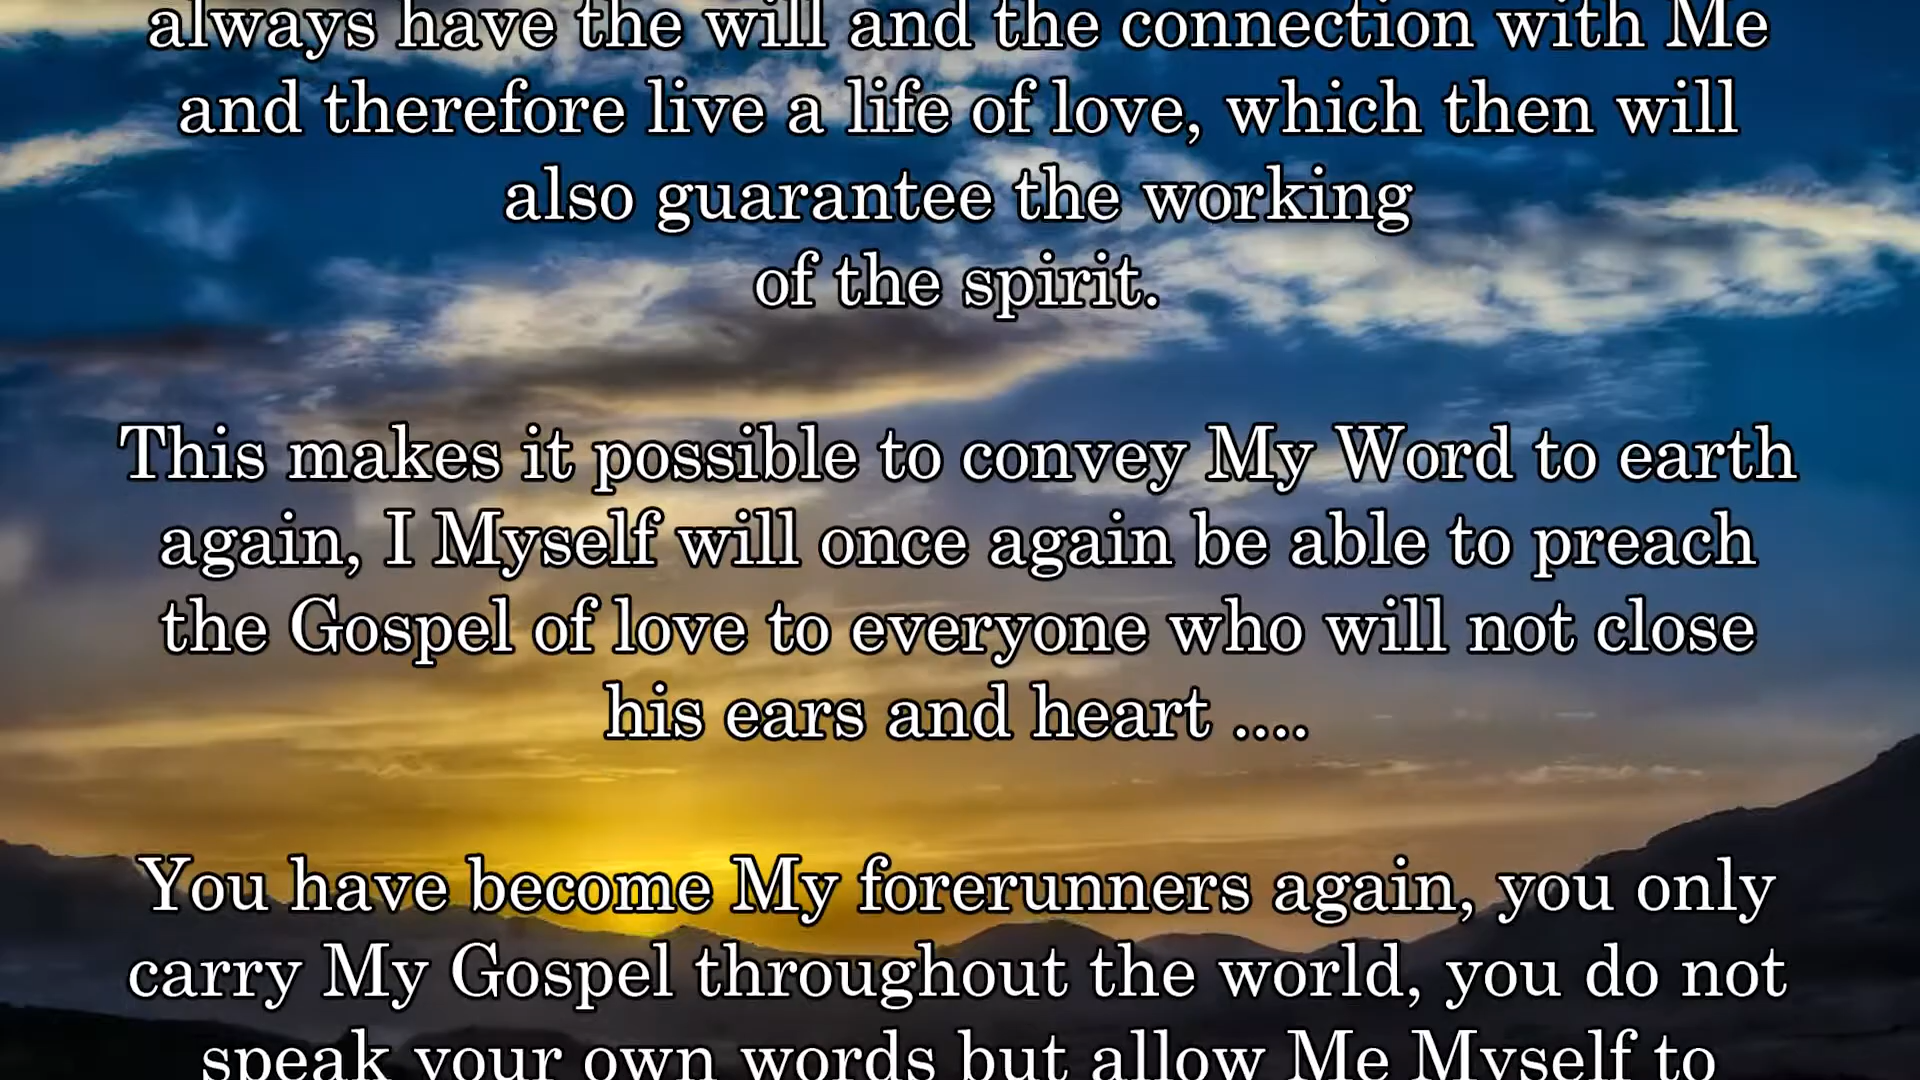 always have the will and the connection with Me
and therefore live a life of love, which then will
also guarantee the working
of the spirit.
This makes it possible to convey My Word to earth
again, I Myself will once again be able to preach
the Gospel of love to everyone who will not close
his ears and heart ....
You have become My forerunners again, you only
carry My Gospel throughout the world, you do not
speak your own words but allow Me Myself to